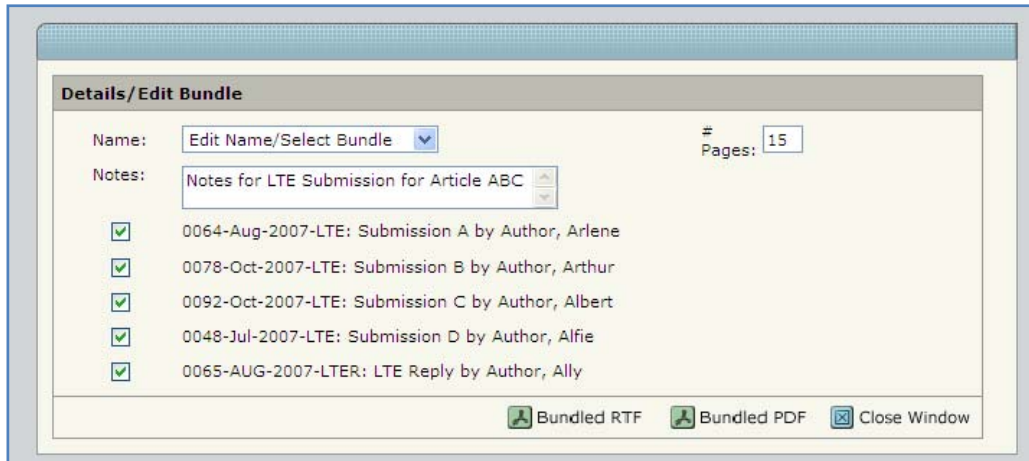 Details/Edit Bundle
Name: Edit Name/Select Bundle # Pages: 15
Notes: Notes for LTE Submission for Article ABC
0064-Aug-2007-LTE: Submission A by Author, Arlene
0078-Oct-2007-LTE: Submission B by Author, Arthur
0092-Oct-2007-LTE: Submission C by Author, Albert
0048-Jul-2007-LTE: Submission D by Author, Alfie
0065-AUG-2007-LTER: LTE Reply by Author, Ally
Bundled RTF Bundled PDF Close Window